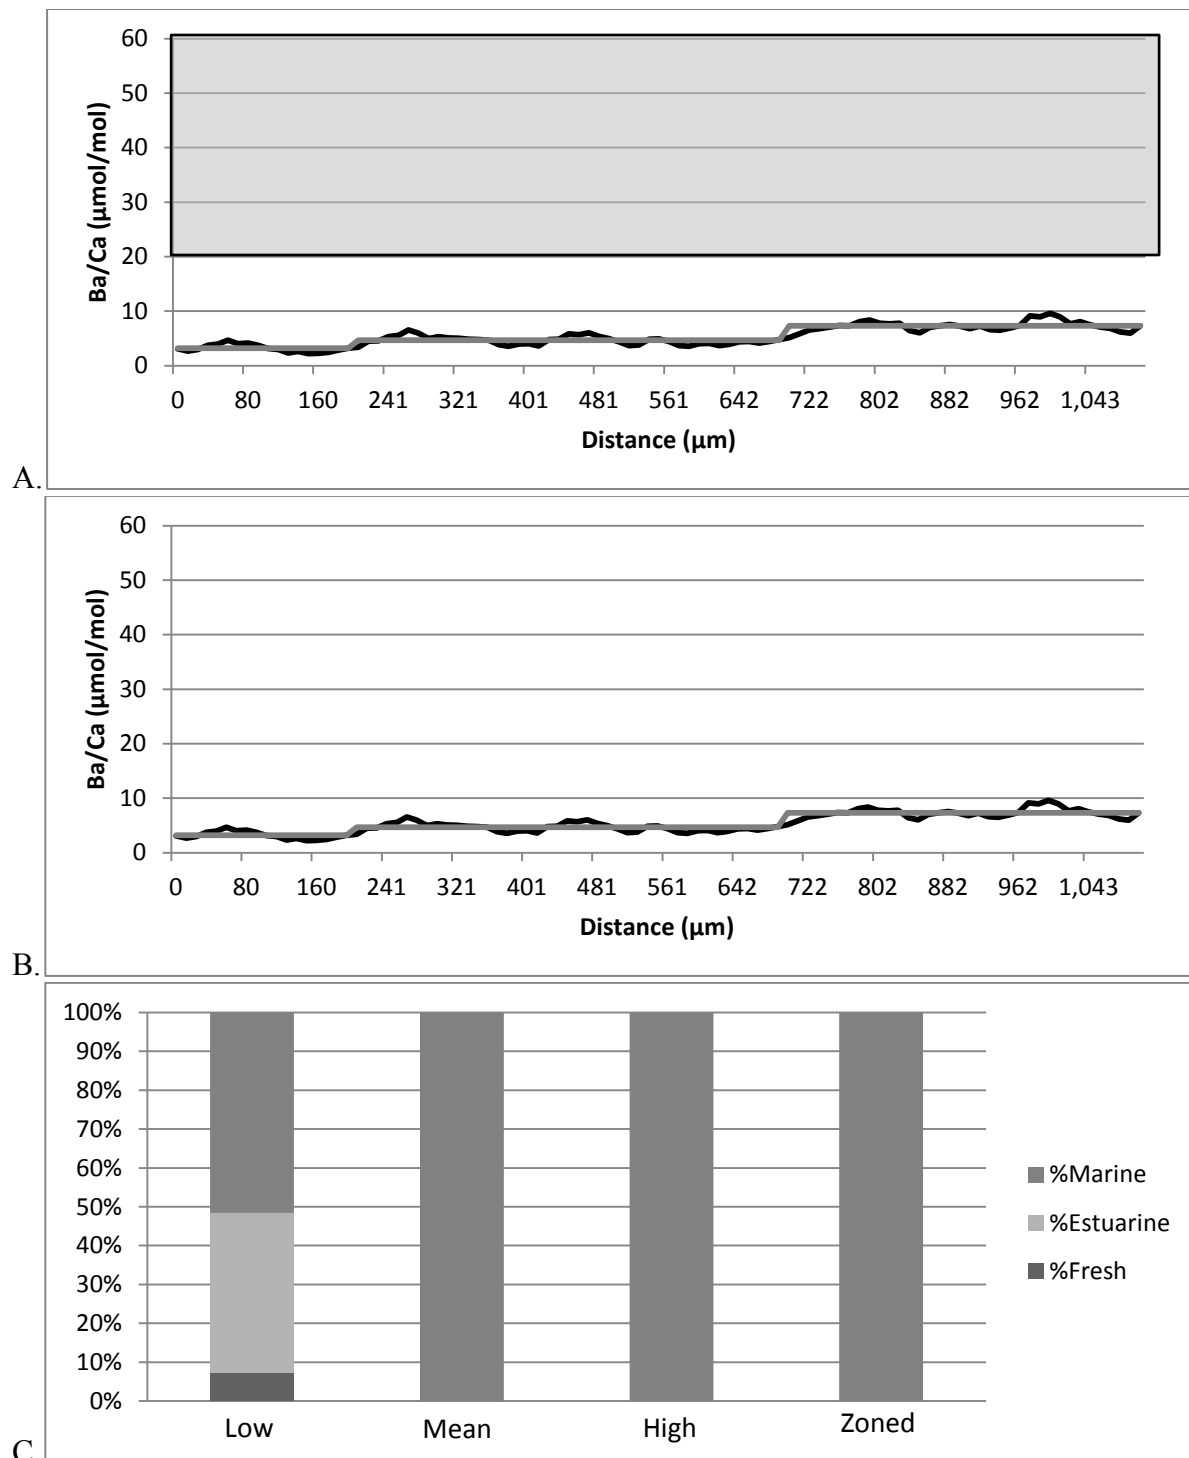 60
50
40
30
20
10
0
Ba/Ca (µmol/mol)
0 80 160 241 321 401 481 561 642 722 802 882 962 1,043
Distance (µm)
A.
60
50
40
30
20
10
0
Ba/Ca (µmol/mol)
0 80 160 241 321 401 481 561 642 722 802 882 962 1,043
Distance (µm)
B.
100%
90%
80%
70%
60%
50%
40%
30%
20%
10%
0%
Low Mean High Zoned
%Marine
%Estuarine
%Fresh
C